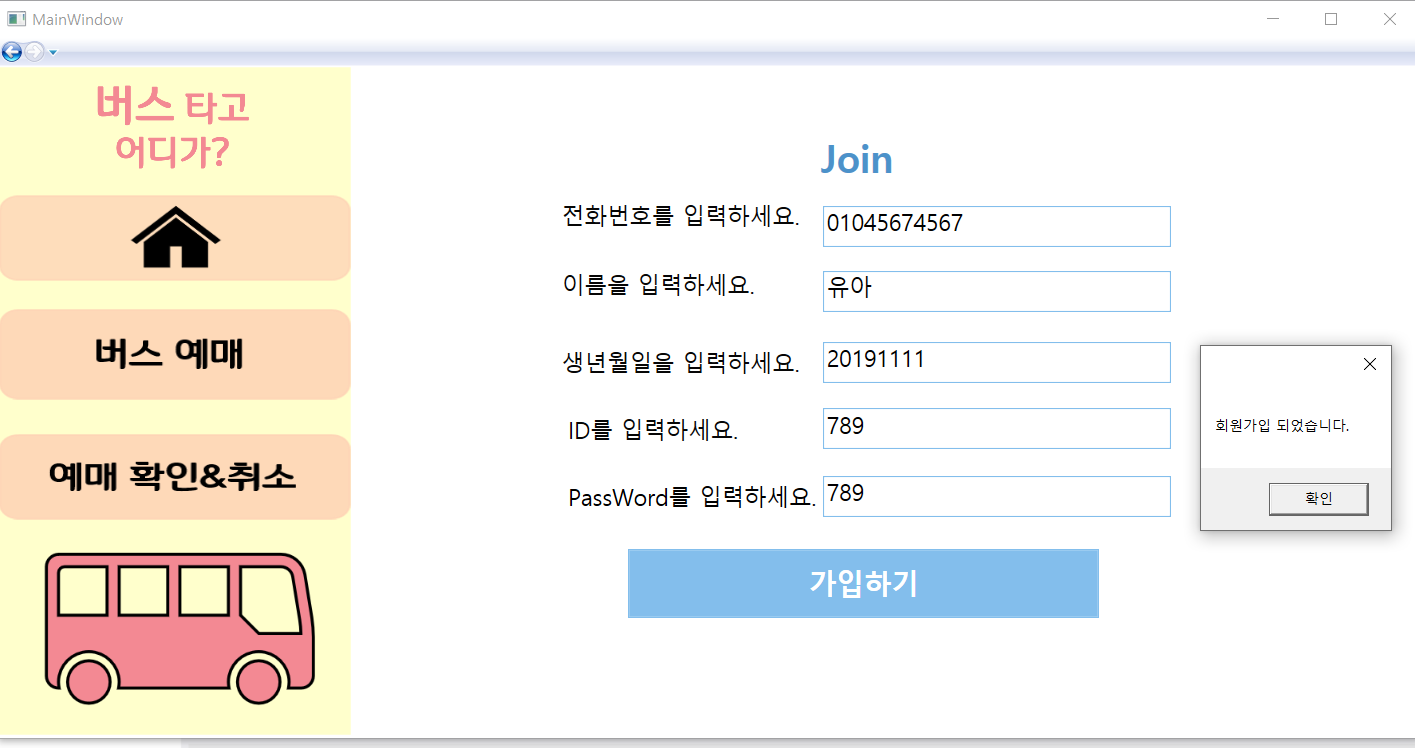 MainWindow
버스 타고
어디가?
버스 예매
예매 확인&취소
Join
전화번호를 입력하세요. 01045674567
이름을 입력하세요. 유아
생년월일을 입력하세요. 20191111
ID를 입력하세요. 789
PassWord를 입력하세요. 789
가입하기
회원가입 되었습니다.
확인